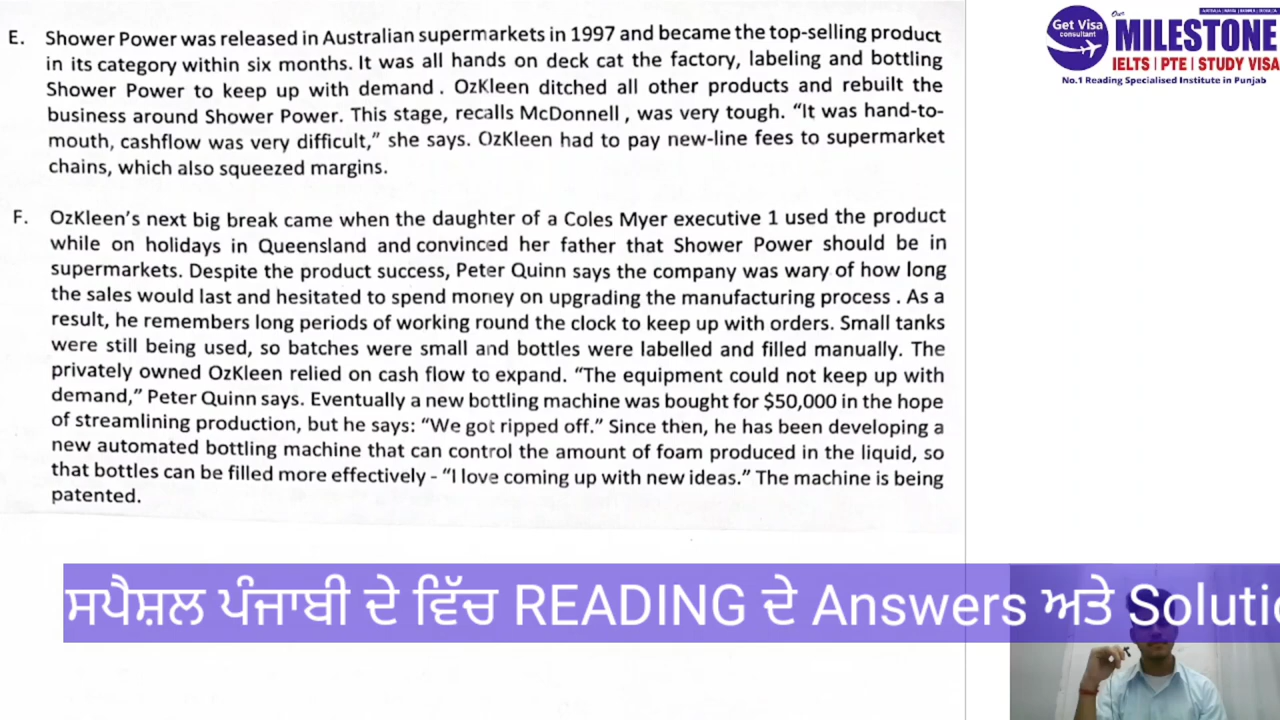 E. Shower Power was released in Australian supermarkets in 1997 and became the top-selling product
in its category within six months. It was all hands on deck cat the factory, labeling and bottling
Shower Power to keep up with demand . OzKleen ditched all other products and rebuilt the
business around Shower Power. This stage, recalls McDonnell , was very tough. “It was hand-to-
mouth, cashflow was very difficult,” she says. OzKleen had to pay new-line fees to supermarket
chains, which also squeezed margins.
F. OzKleen’s next big break came when the daughter of a Coles Myer executive 1 used the product
while on holidays in Queensland and convinced her father that Shower Power should be in
supermarkets. Despite the product success, Peter Quinn says the company was wary of how long
the sales would last and hesitated to spend money on upgrading the manufacturing process . As a
result, he remembers long periods of working round the clock to keep up with orders. Small tanks
were still being used, so batches were small and bottles were labelled and filled manually. The
privately owned OzKleen relied on cash flow to expand. “The equipment could not keep up with
demand,” Peter Quinn says. Eventually a new bottling machine was bought for $50,000 in the hope
of streamlining production, but he says: “We got ripped off.” Since then, he has been developing a
new automated bottling machine that can control the amount of foam produced in the liquid, so
that bottles can be filled more effectively - “I love coming up with new ideas.” The machine is being
patented.
Get Visa
consultant
Our
MILESTONE
IELTS | PTE | STUDY VISA
No.1 Reading Specialised Institute in Punjab
ਸਪੈਸ਼ਲ ਪੰਜਾਬੀ ਦੇ ਵਿੱਚ READING ਦੇ Answers ਅਤੇ Solutio